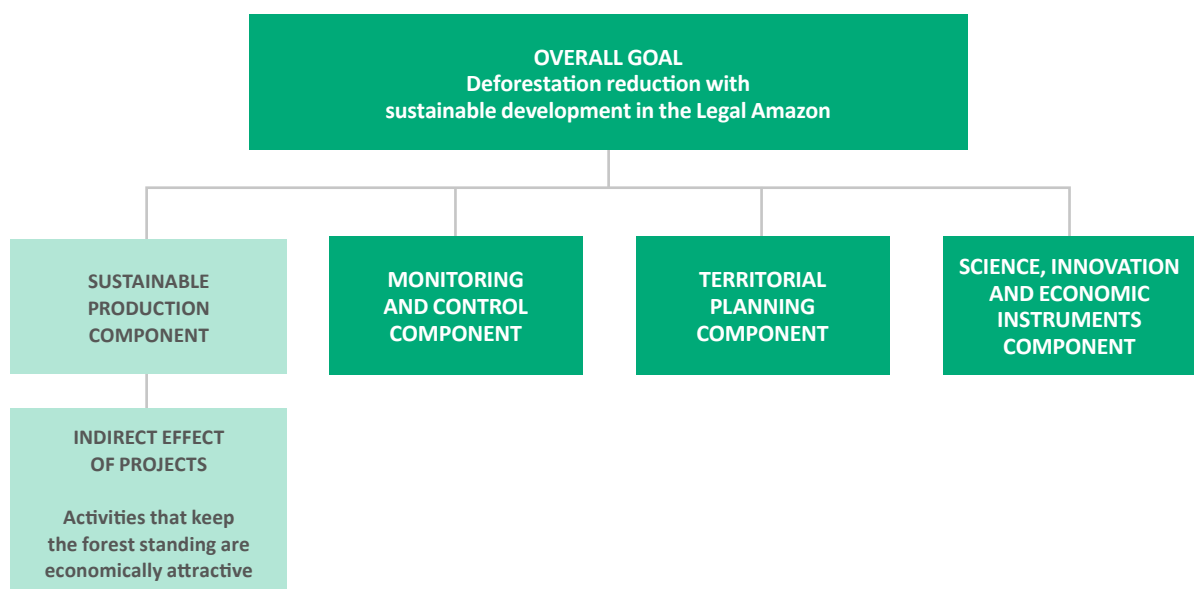 OVERALL GOAL
Deforestation reduction with
sustainable development in the Legal Amazon
SUSTAINABLE
PRODUCTION
COMPONENT
MONITORING
AND CONTROL
COMPONENT
TERRITORIAL
PLANNING
COMPONENT
SCIENCE, INNOVATION
AND ECONOMIC
INSTRUMENTS
COMPONENT
INDIRECT EFFECT
OF PROJECTS
Activities that keep
the forest standing are
economically attractive